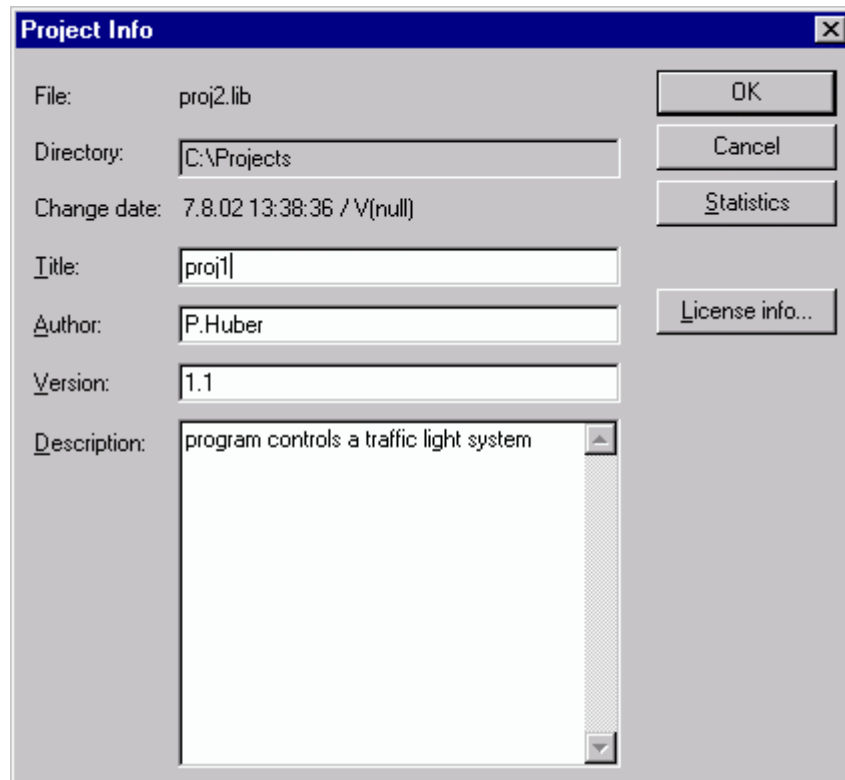 Project Info
File: proj2.lib
OK
Directory: C:\Projects
Cancel
Change date: 7.8.02 13:38:36 / V(null)
Statistics
Title: proj1
License info...
Author: P.Huber
Version: 1.1
Description: program controls a traffic light system